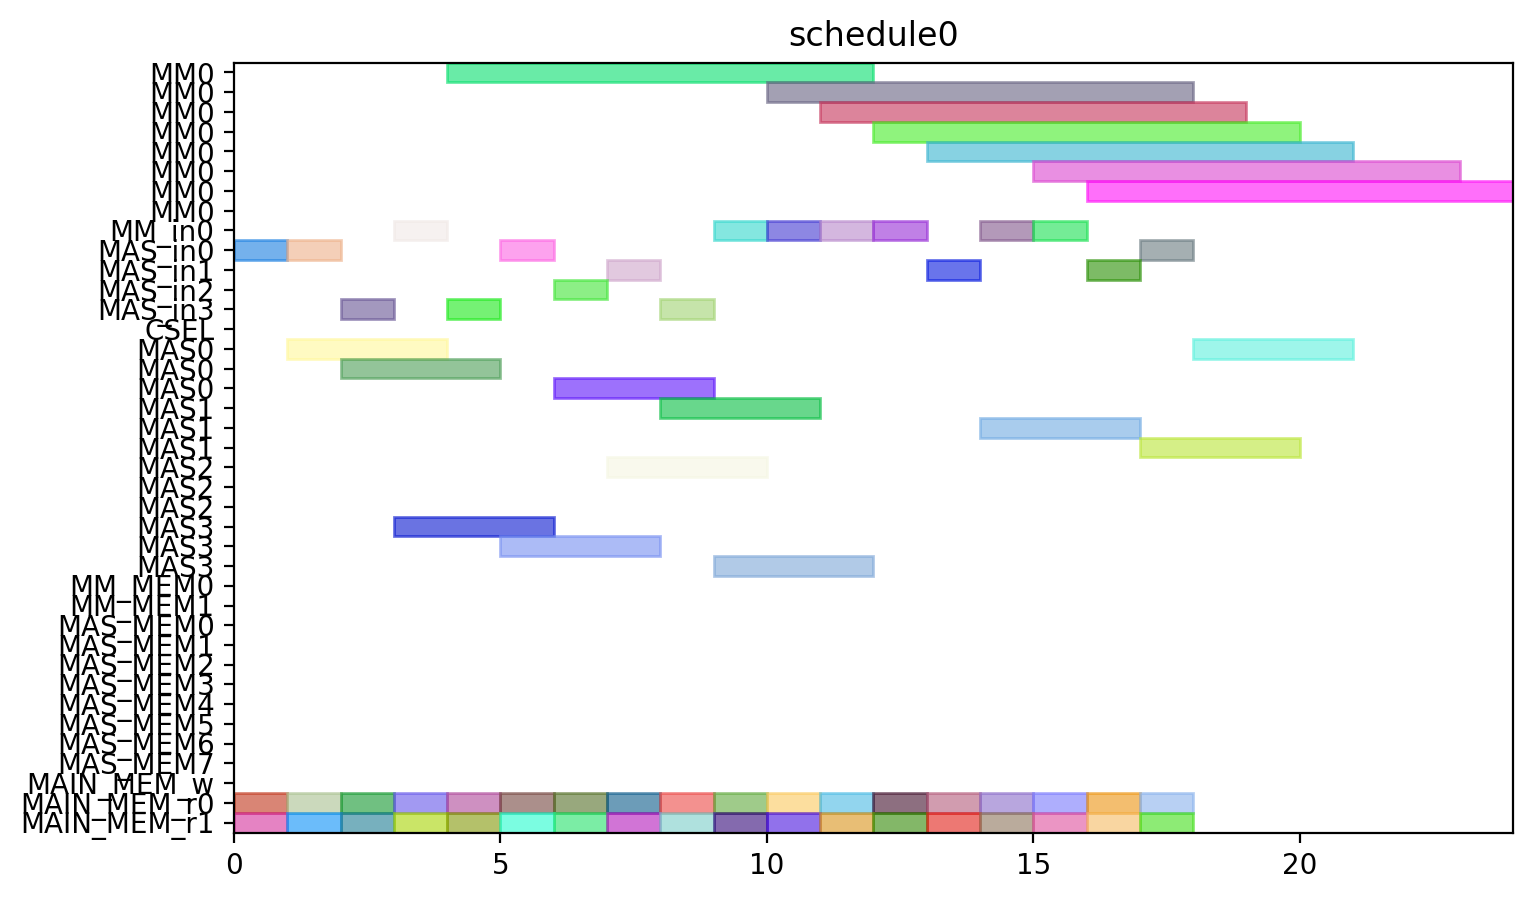 schedule0
MM0
MM0
MM0
MM0
MM0
MM0
MM0
MM0
MM_in0
MAS_in0
MAS_in1
MAS_in2
MAS_in3
CSEL
MAS0
MAS0
MAS0
MAS1
MAS1
MAS1
MAS2
MAS2
MAS2
MAS3
MAS3
MAS3
MM_MEM0
MM_MEM1
MAS_MEM0
MAS_MEM1
MAS_MEM2
MAS_MEM3
MAS_MEM4
MAS_MEM5
MAS_MEM6
MAS_MEM7
MAIN_MEM_w
MAIN_MEM_r0
MAIN_MEM_r1
0 5 10 15 20